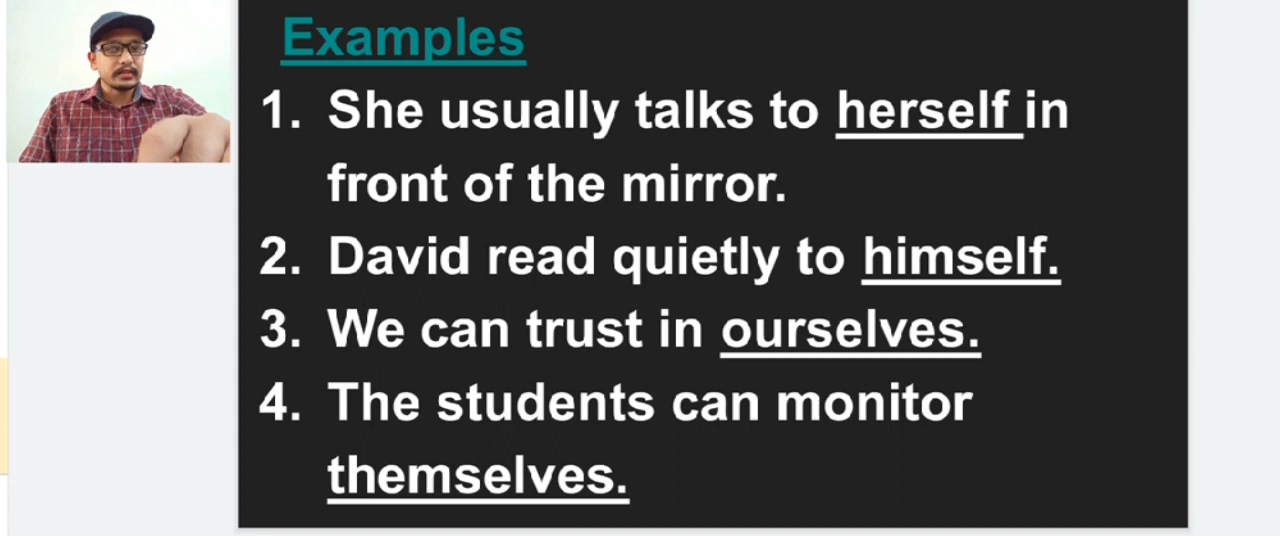 Examples
1. She usually talks to herself in
front of the mirror.
2. David read quietly to himself.
3. We can trust in ourselves.
4. The students can monitor
themselves.